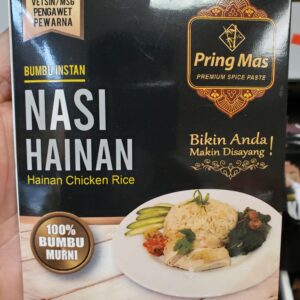 VETSIN/MSG
PENGAWET
PEWARNA
Pring Mas
PREMIUM SPICE PASTE
BUMBU INSTAN
NASI
HAINAN
Hainan Chicken Rice
Bikin Anda
Makin Disayang!
100%
BUMBU
MURNI